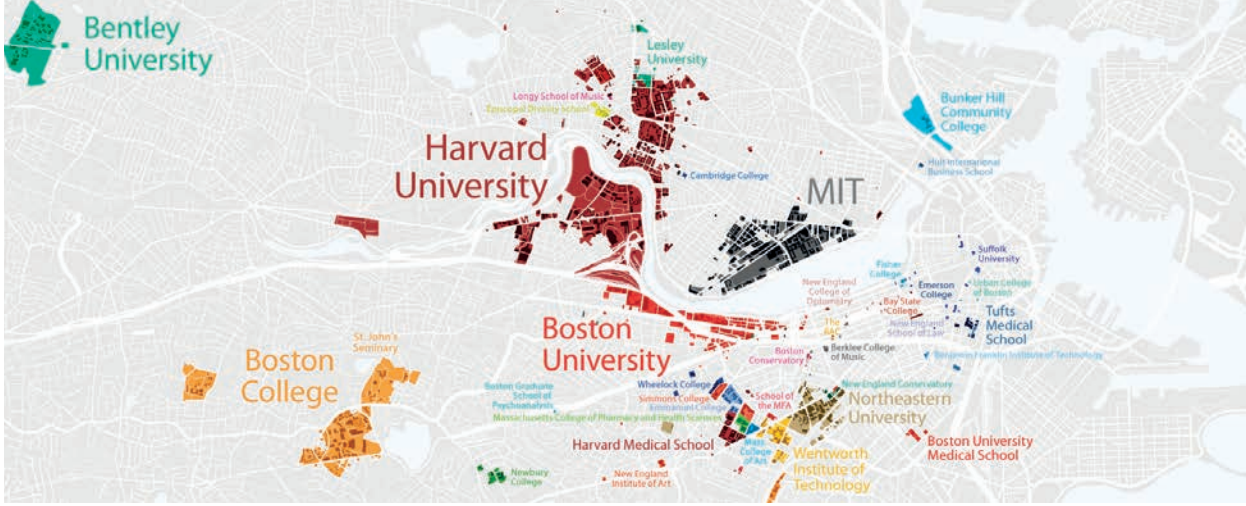 Bentley
University
Lesley
University
Longy School of Music
Episcopal Divinity School
Bunker Hill
Community
College
Harvard
University
Hult International
Business School
Cambridge College
MIT
Suffolk
University
Fisher
College
Urban College
of Boston
Emerson
College
New England
College of
Optometry
Bay State
College
Tufts
Medical
School
New England
School of Law
The
BAC
Boston
University
St. John's
Seminary
Boston
College
Berklee College
of Music
Boston
Conservatory
Benjamin Franklin Institute of Technology
Boston Graduate
School of
Psychoanalysis
Wheelock College
Simmons College
Emmanuel College
School of
the MFA
New England Conservatory
Northeastern
University
Massachusetts College of Pharmacy and Health Sciences
Harvard Medical School
Mass
College
of Art
Boston University
Medical School
Wentworth
Institute of
Technology
Newbury
College
New England
Institute of Art